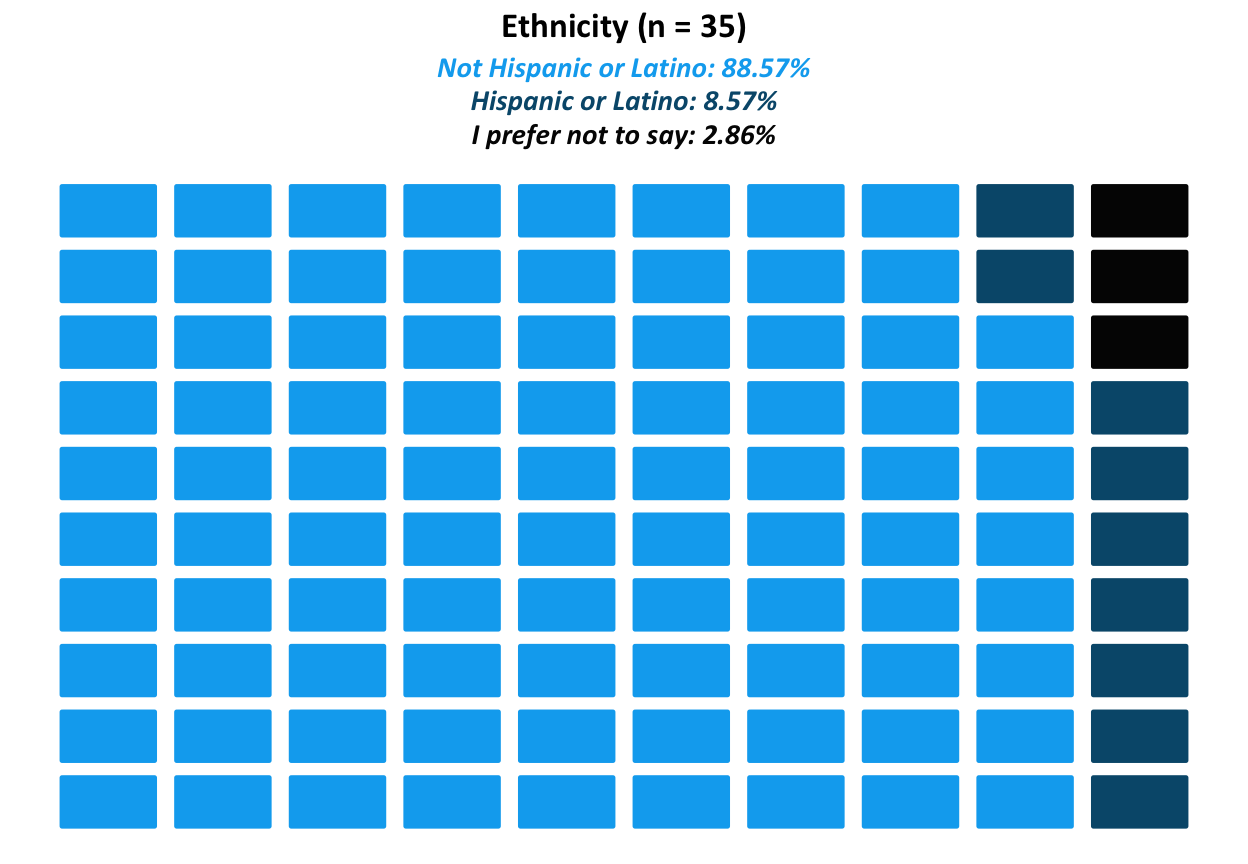 Ethnicity (n = 35)
Not Hispanic or Latino: 88.57%
Hispanic or Latino: 8.57%
I prefer not to say: 2.86%